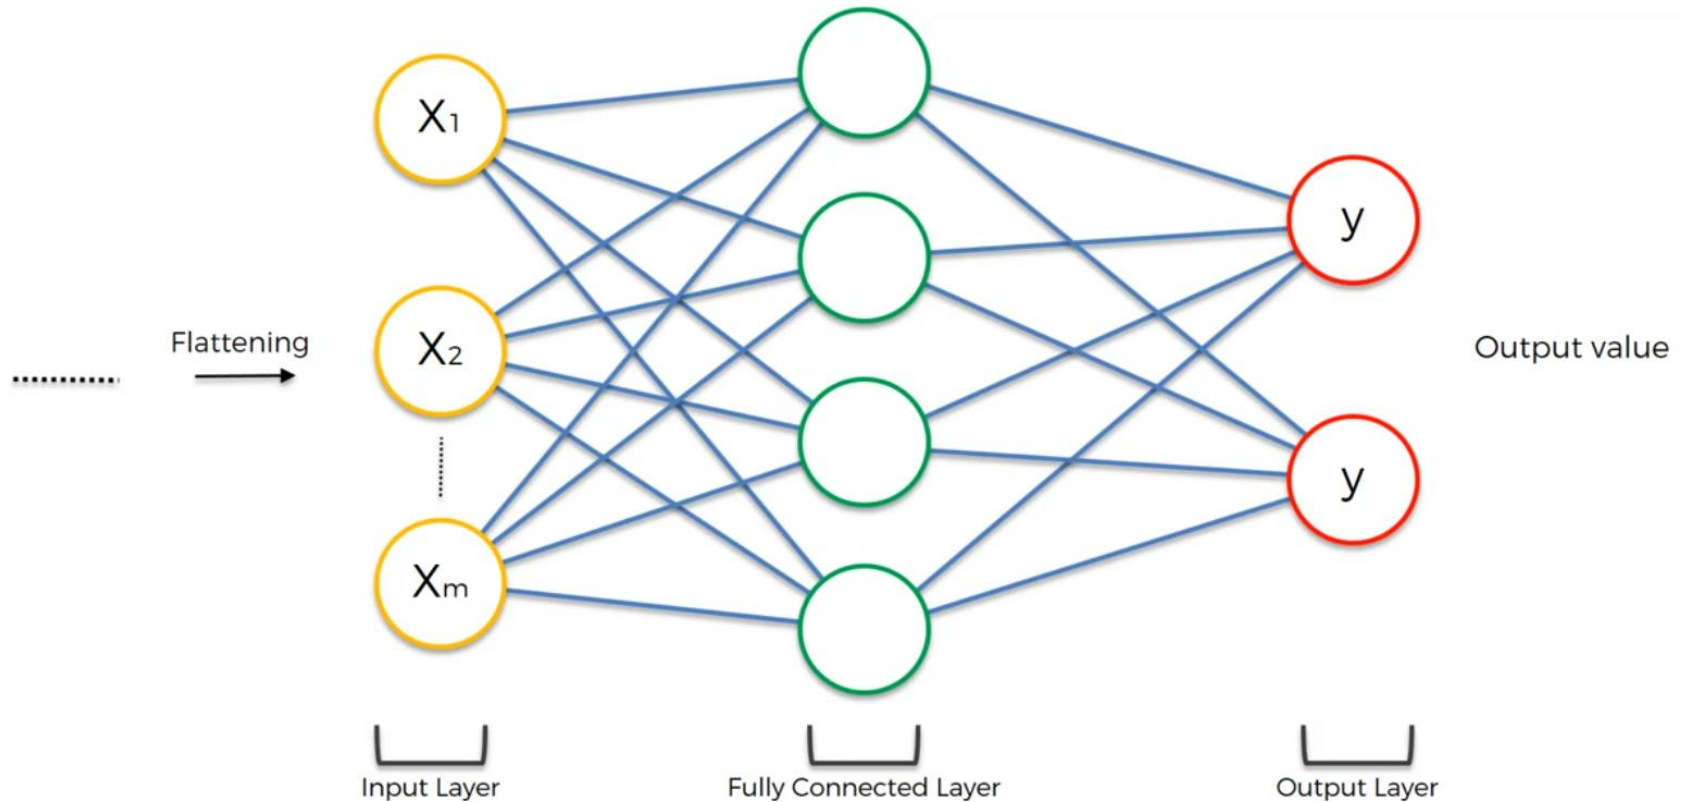 X1
X2
Xm
Flattening
y
y
Output value
Input Layer
Fully Connected Layer
Output Layer